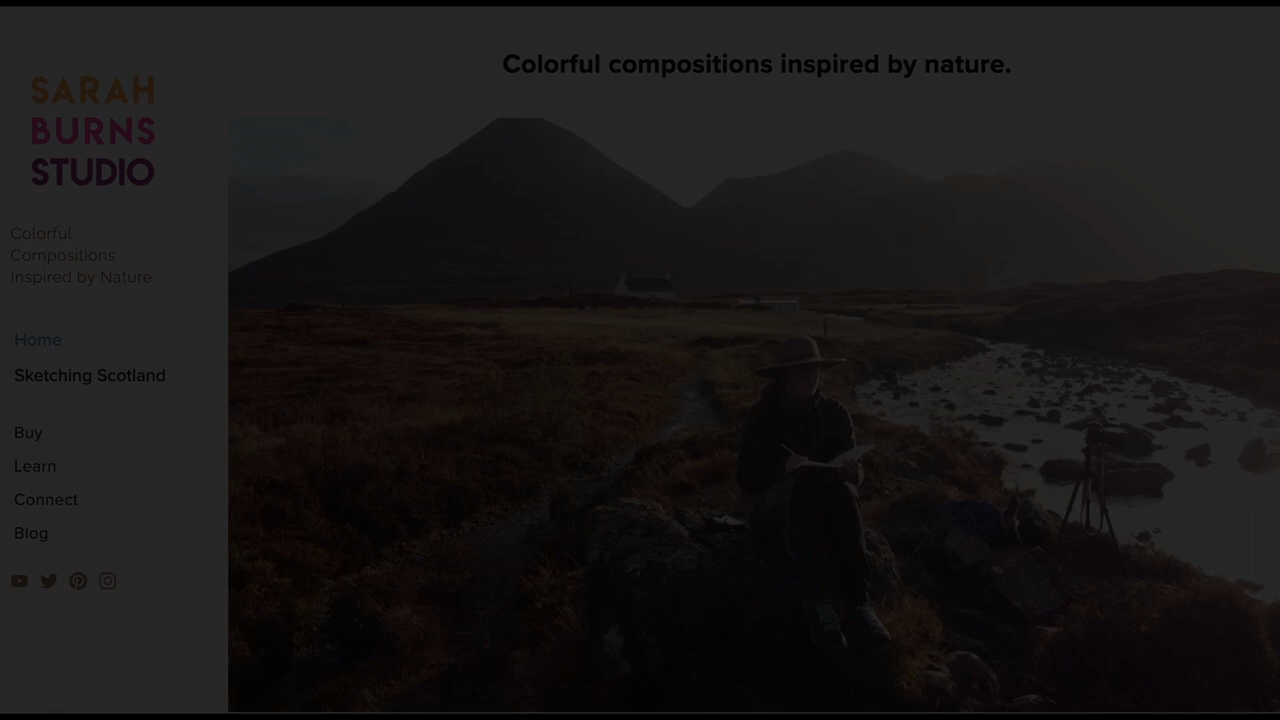 SARAH
BURNS
STUDIO
Colorful
Compositions
Inspired by Nature
Home
Sketching Scotland
Buy
Learn
Connect
Blog
Colorful compositions inspired by nature.